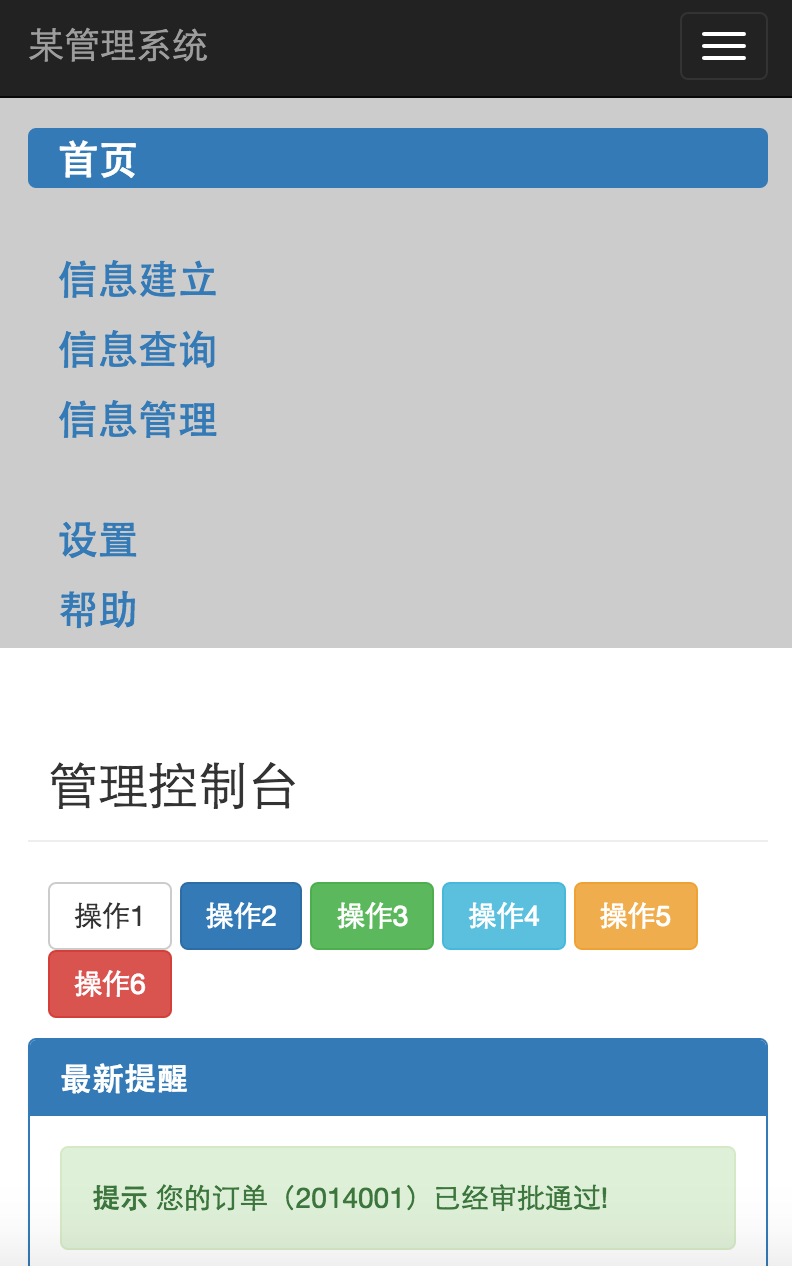 某管理系统
首页
信息建立
信息查询
信息管理
设置
帮助
管理控制台
操作1 操作2 操作3 操作4 操作5
操作6
最新提醒
提示 您的订单（2014001）已经审批通过!